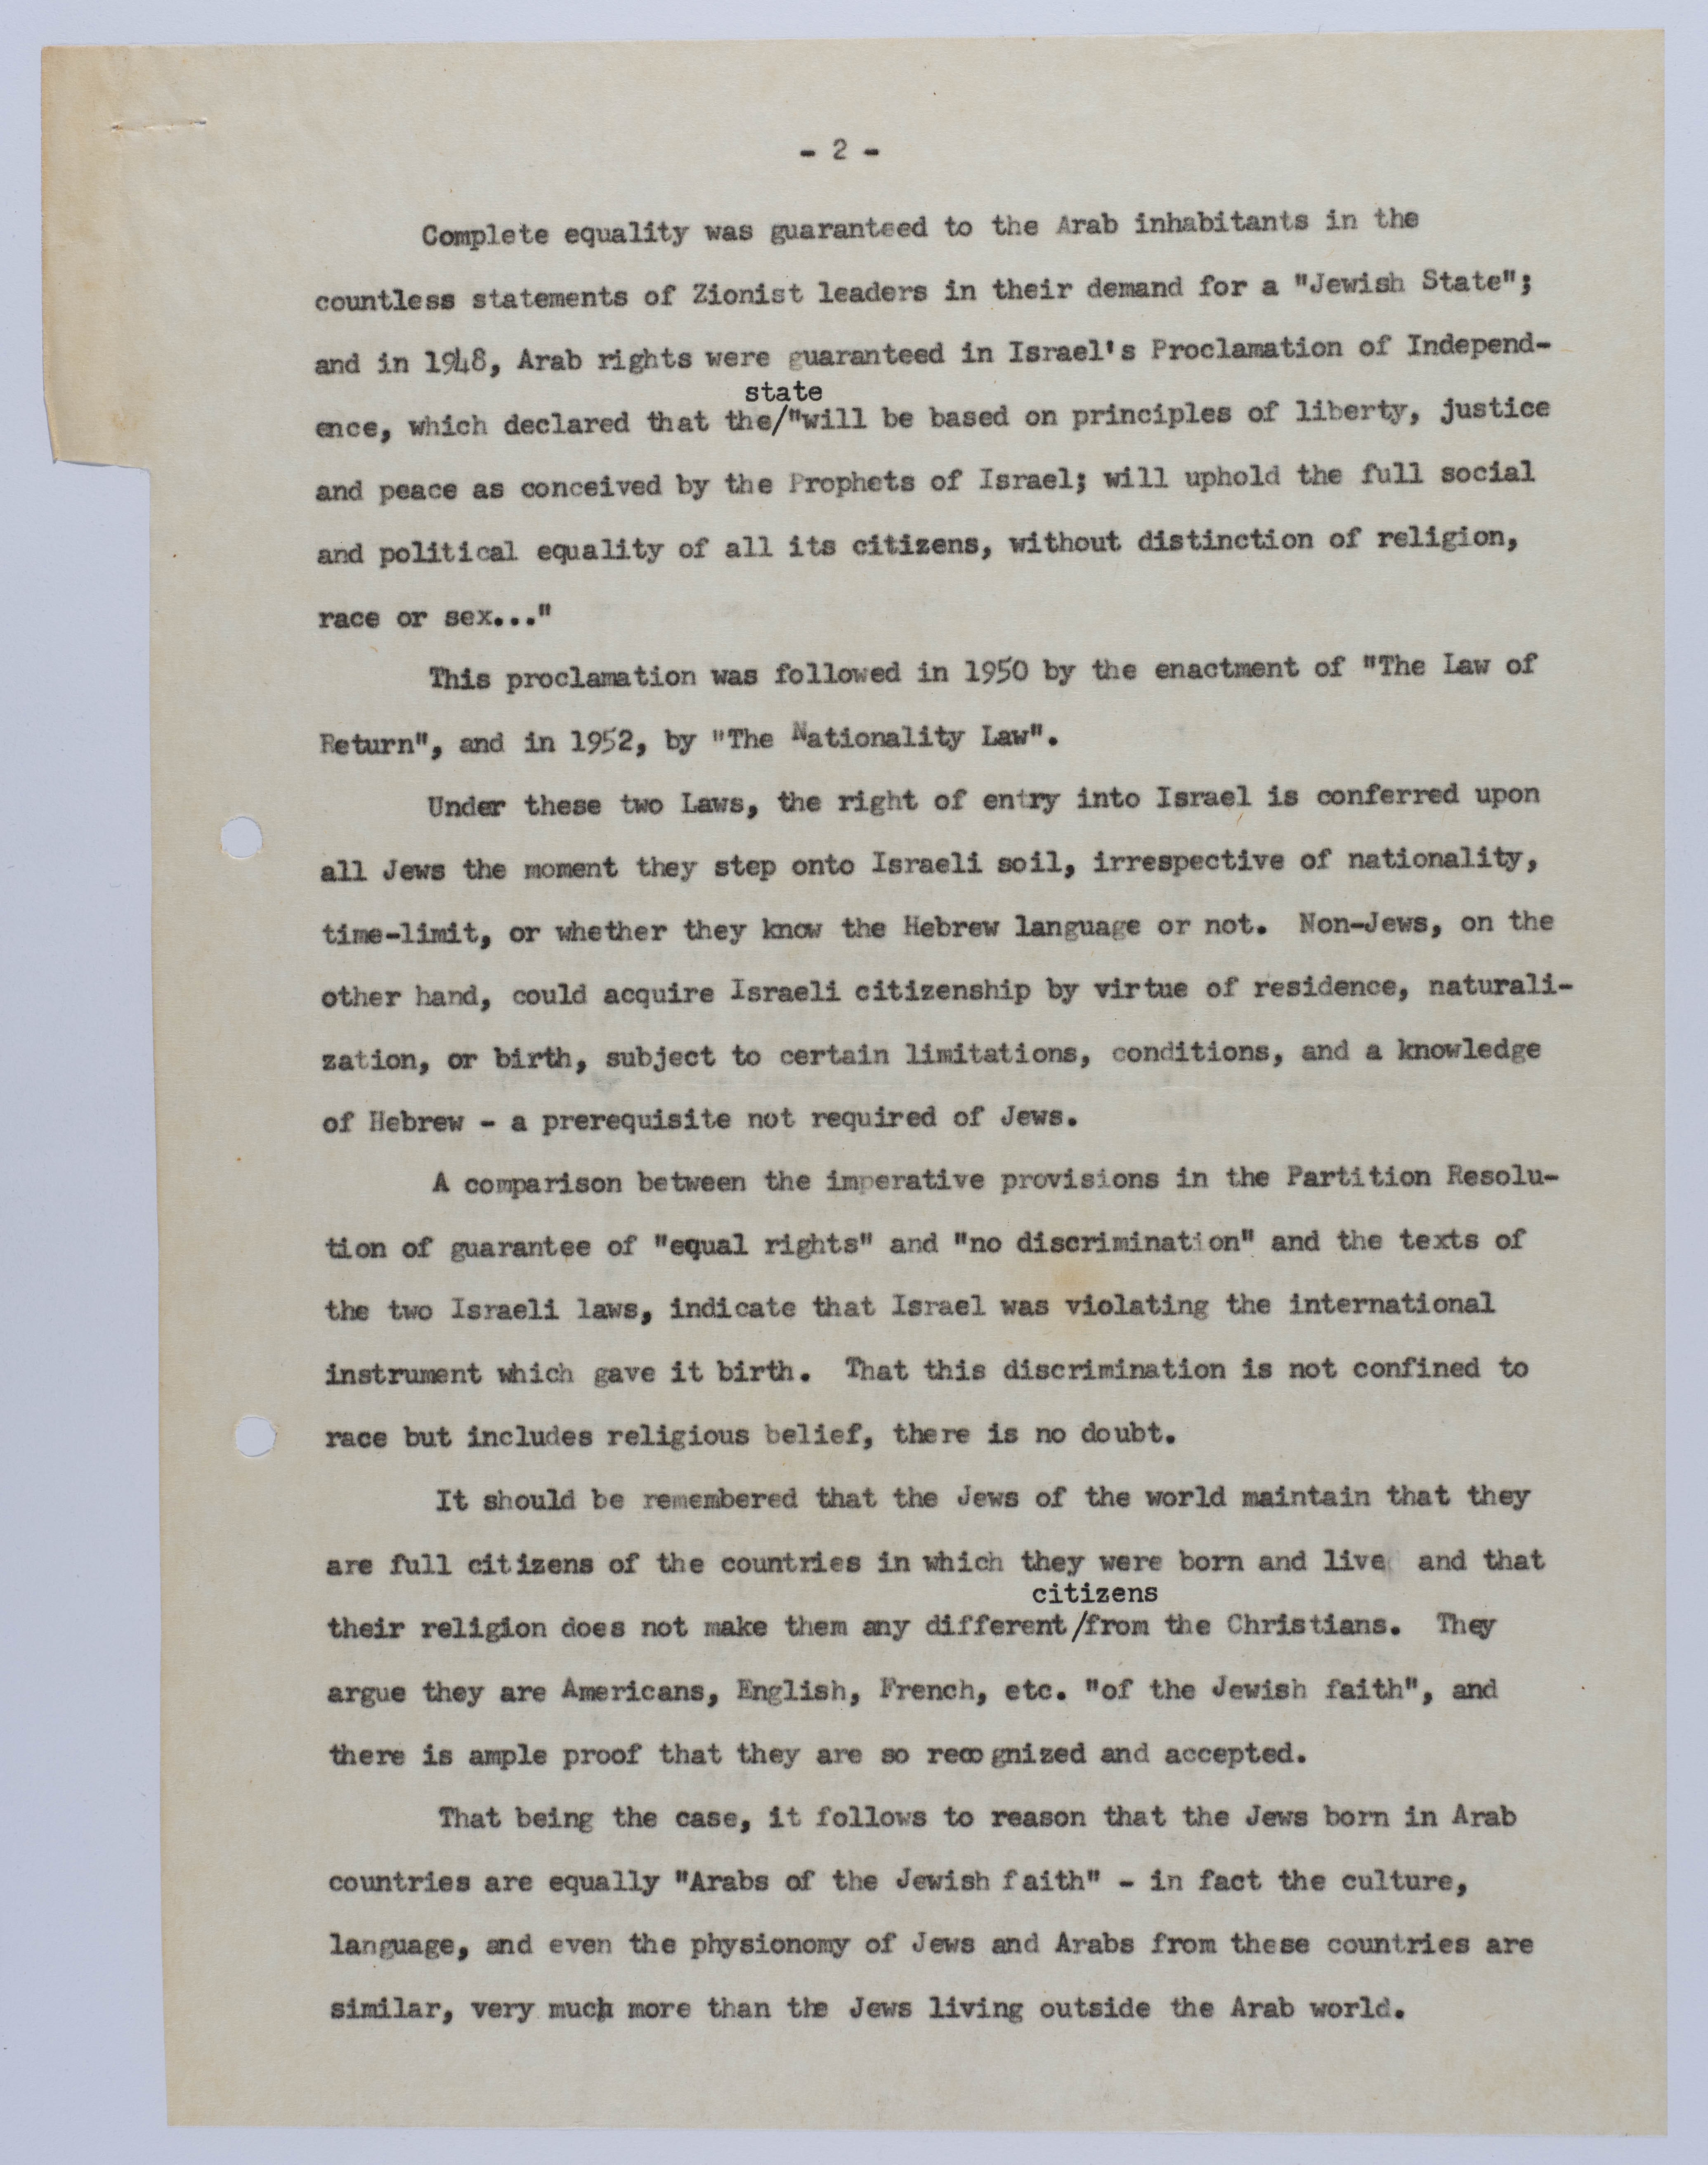 - 2 -
Complete equality was guaranteed to the Arab inhabitants in the
countless statements of Zionist leaders in their demand for a "Jewish State";
and in 1948, Arab rights were guaranteed in Israel's Proclamation of Independ-
state
ence, which declared that the/"will be based on principles of liberty, justice
and peace as conceived by the Prophets of Israel; will uphold the full social
and political equality of all its citizens, without distinction of religion,
race or sex..."
This proclamation was followed in 1950 by the enactment of "The Law of
Return", and in 1952, by "The Nationality Law".
Under these two Laws, the right of entry into Israel is conferred upon
all Jews the moment they step onto Israeli soil, irrespective of nationality,
time-limit, or whether they know the Hebrew language or not. Non-Jews, on the
other hand, could acquire Israeli citizenship by virtue of residence, naturali-
zation, or birth, subject to certain limitations, conditions, and a knowledge
of Hebrew - a prerequisite not required of Jews.
A comparison between the imperative provisions in the Partition Resolu-
tion of guarantee of "equal rights" and "no discrimination" and the texts of
the two Israeli laws, indicate that Israel was violating the international
instrument which gave it birth. That this discrimination is not confined to
race but includes religious belief, there is no doubt.
It should be remembered that the Jews of the world maintain that they
are full citizens of the countries in which they were born and live and that
citizens
their religion does not make them any different/from the Christians. They
argue they are Americans, English, French, etc. "of the Jewish faith", and
there is ample proof that they are so recognized and accepted.
That being the case, it follows to reason that the Jews born in Arab
countries are equally "Arabs of the Jewish faith" - in fact the culture,
language, and even the physionomy of Jews and Arabs from these countries are
similar, very much more than the Jews living outside the Arab world.